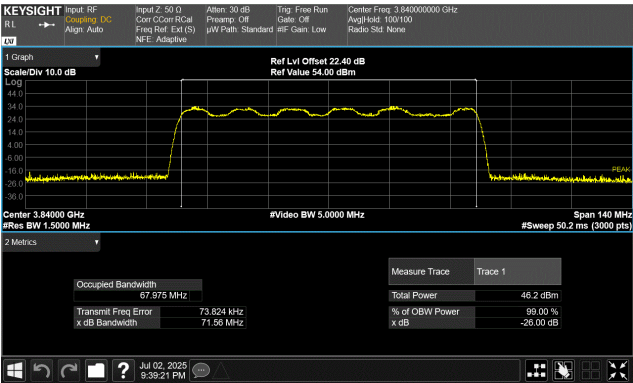 KEYSIGHT Input: RF Input Z: 50 Ω Atten: 30 dB Trig: Free Run Center Freq: 3.840000000 GHz
RL Coupling: DC Corr CCorr RCal Preamp: Off Gate: Off Avg|Hold: 100/100
Align: Auto Freq Ref: Ext (S) µW Path: Standard #IF Gain: Low Radio Std: None
LXI NFE: Adaptive
1 Graph
Ref Lvl Offset 22.40 dB
Scale/Div 10.0 dB Ref Value 54.00 dBm
Log
44.0
34.0
24.0
14.0
4.00
-6.00
-16.0 PEAK
-26.0
-36.0
Center 3.84000 GHz #Video BW 5.0000 MHz Span 140 MHz
#Res BW 1.5000 MHz #Sweep 50.2 ms (3000 pts)
2 Metrics
Measure Trace Trace 1
Occupied Bandwidth
67.975 MHz Total Power 46.2 dBm
Transmit Freq Error 73.824 kHz % of OBW Power 99.00 %
x dB Bandwidth 71.56 MHz x dB -26.00 dB
Jul 02, 2025
9:39:21 PM